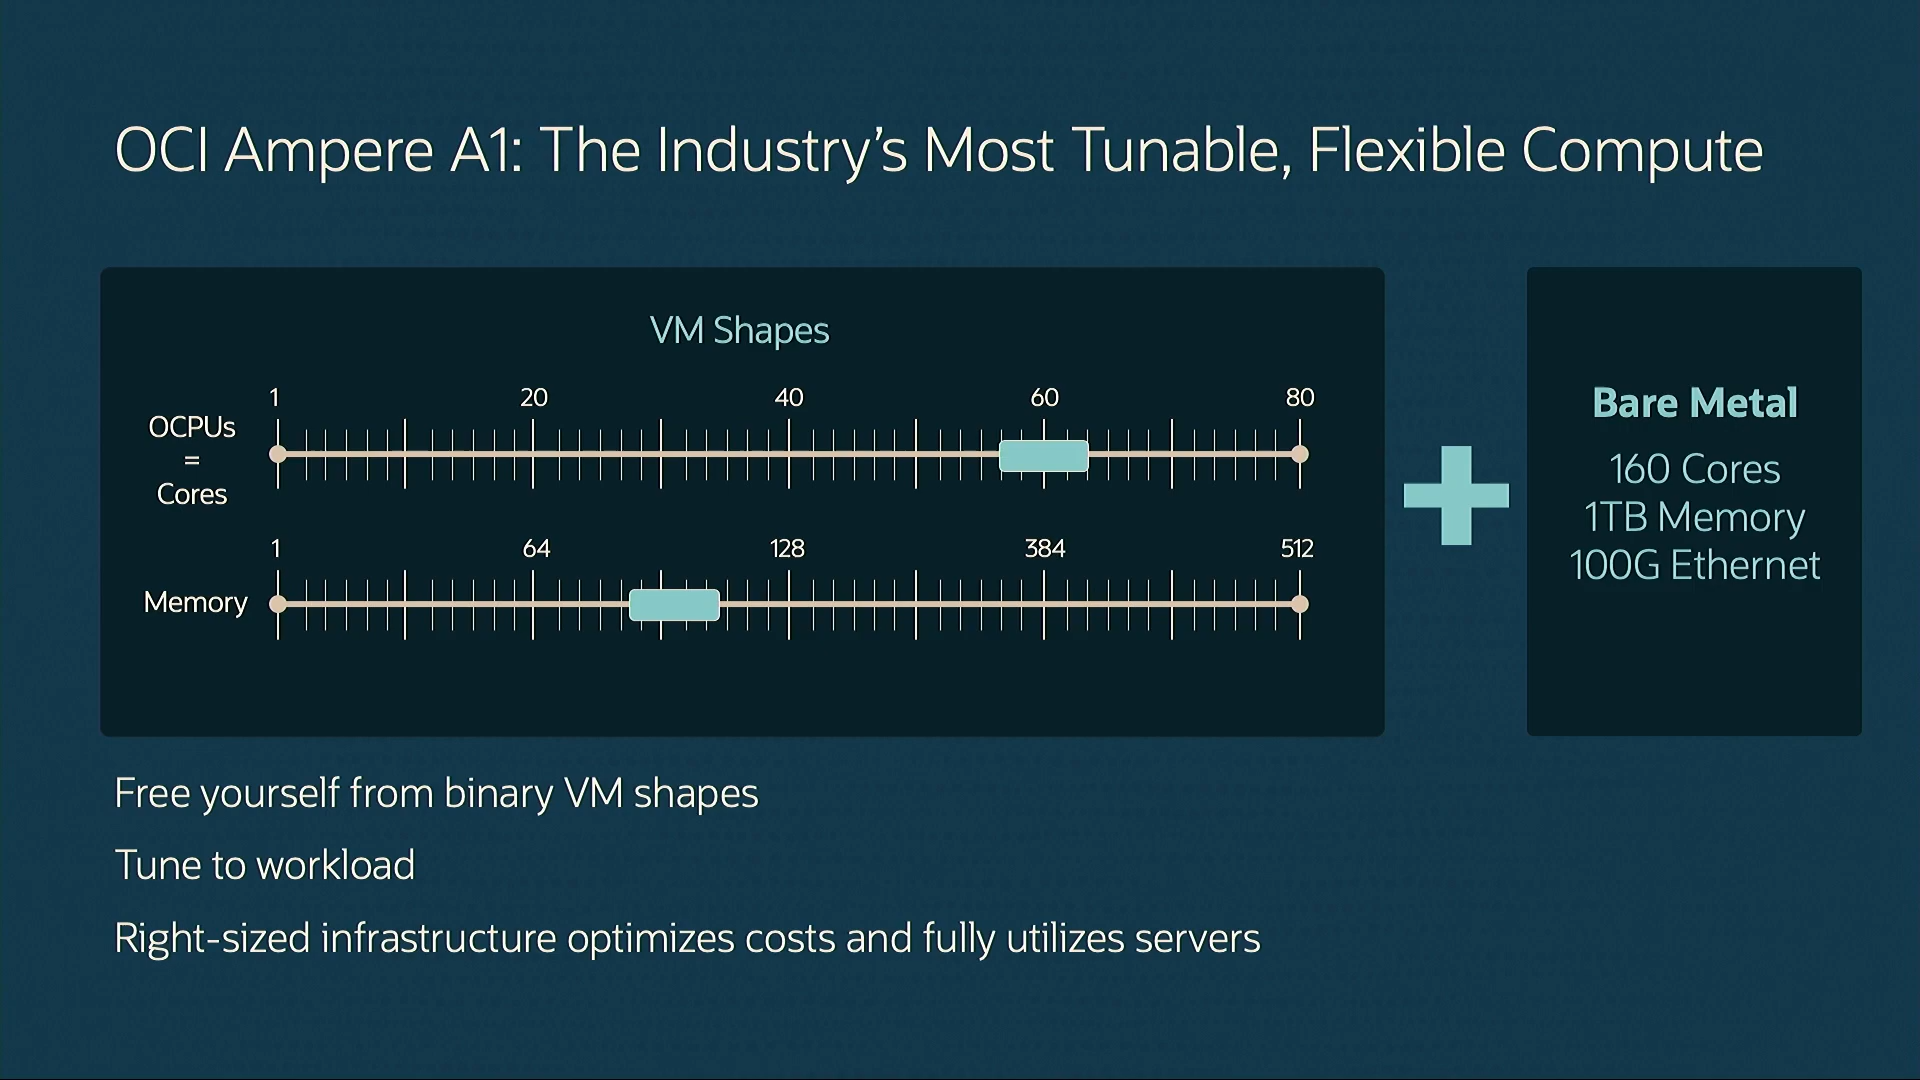 OCI Ampere A1: The Industry’s Most Tunable, Flexible Compute
VM Shapes
1 20 40 60 80
OCPUs
=
Cores
1 64 128 384 512
Memory
Bare Metal
160 Cores
1TB Memory
100G Ethernet
Free yourself from binary VM shapes
Tune to workload
Right-sized infrastructure optimizes costs and fully utilizes servers